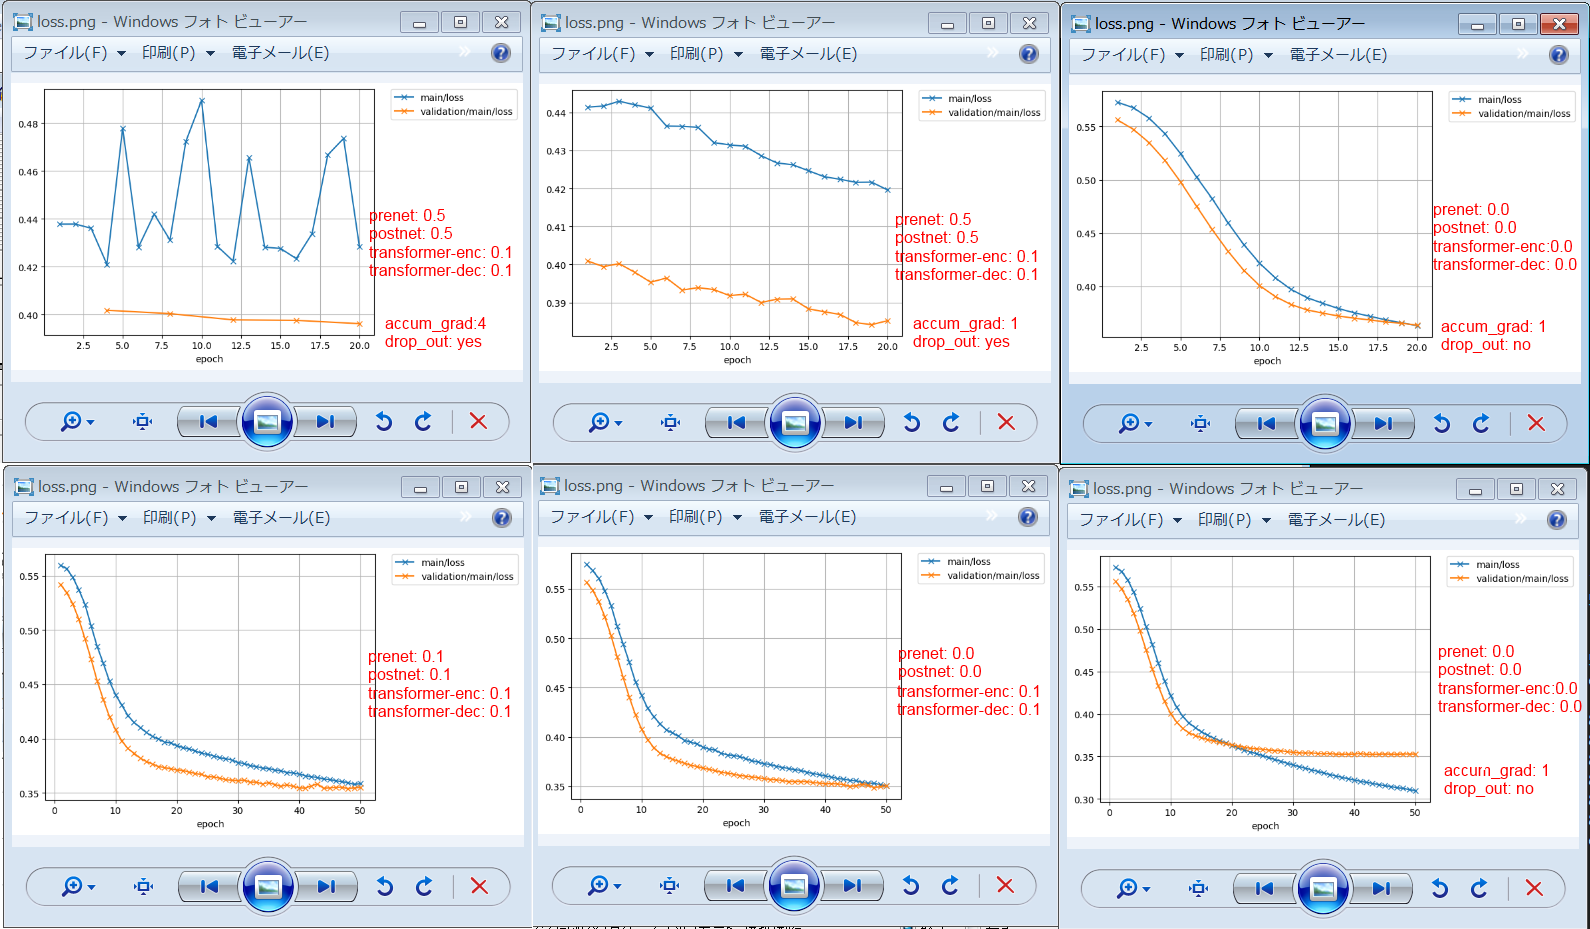 loss.png - Windows フォト ビューアー
ファイル(F) 印刷(P) 電子メール(E)
main/loss
validation/main/loss
0.48
0.46
0.44
0.42
0.40
2.5 5.0 7.5 10.0 12.5 15.0 17.5 20.0
epoch
prenet: 0.5
postnet: 0.5
transformer-enc: 0.1
transformer-dec: 0.1
accum_grad:4
drop_out: yes
loss.png - Windows フォト ビューアー
ファイル(F) 印刷(P) 電子メール(E)
main/loss
validation/main/loss
0.44
0.43
0.42
0.41
0.40
0.39
2.5 5.0 7.5 10.0 12.5 15.0 17.5 20.0
epoch
prenet: 0.5
postnet: 0.5
transformer-enc: 0.1
transformer-dec: 0.1
accum_grad: 1
drop_out: yes
loss.png - Windows フォト ビューアー
ファイル(F) 印刷(P) 電子メール(E)
main/loss
validation/main/loss
0.55
0.50
0.45
0.40
2.5 5.0 7.5 10.0 12.5 15.0 17.5 20.0
epoch
prenet: 0.0
postnet: 0.0
transformer-enc:0.0
transformer-dec: 0.0
accum_grad: 1
drop_out: no
loss.png - Windows フォト ビューアー
ファイル(F) 印刷(P) 電子メール(E)
main/loss
validation/main/loss
0.55
0.50
0.45
0.40
0.35
0 10 20 30 40 50
epoch
prenet: 0.1
postnet: 0.1
transformer-enc: 0.1
transformer-dec: 0.1
loss.png - Windows フォト ビューアー
ファイル(F) 印刷(P) 電子メール(E)
main/loss
validation/main/loss
0.55
0.50
0.45
0.40
0.35
0 10 20 30 40 50
epoch
prenet: 0.0
postnet: 0.0
transformer-enc: 0.1
transformer-dec: 0.1
loss.png - Windows フォト ビューアー
ファイル(F) 印刷(P) 電子メール(E)
main/loss
validation/main/loss
0.55
0.50
0.45
0.40
0.35
0.30
0 10 20 30 40 50
epoch
prenet: 0.0
postnet: 0.0
transformer-enc:0.0
transformer-dec: 0.0
accum_grad: 1
drop_out: no